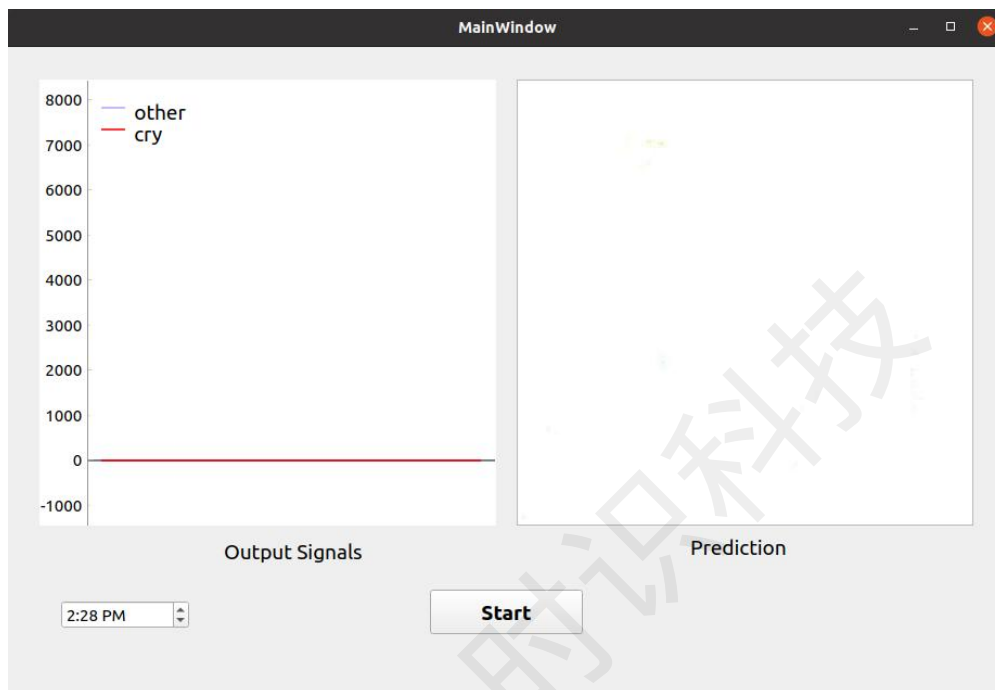 MainWindow
8000
7000
6000
5000
4000
3000
2000
1000
0
-1000
other
cry
Output Signals
Prediction
2:28 PM
Start
时识科技